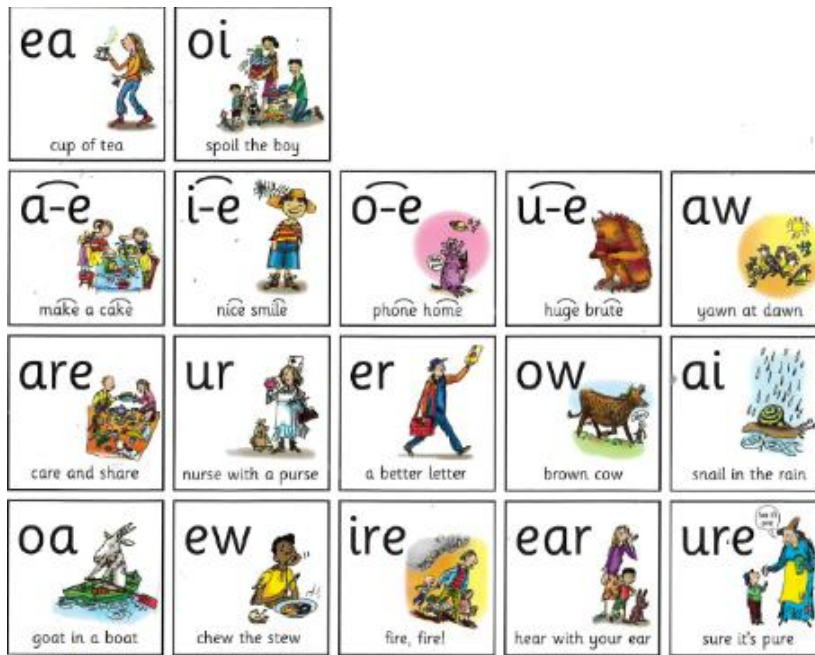 ea
cup of tea
oi
spoil the boy
a-e
make a cake
i-e
nice smile
o-e
phone home
u-e
huge brute
aw
yawn at dawn
are
care and share
ur
nurse with a purse
er
a better letter
ow
brown cow
ai
snail in the rain
oa
goat in a boat
ew
chew the stew
ire
fire, fire!
ear
hear with your ear
ure
sure it's pure